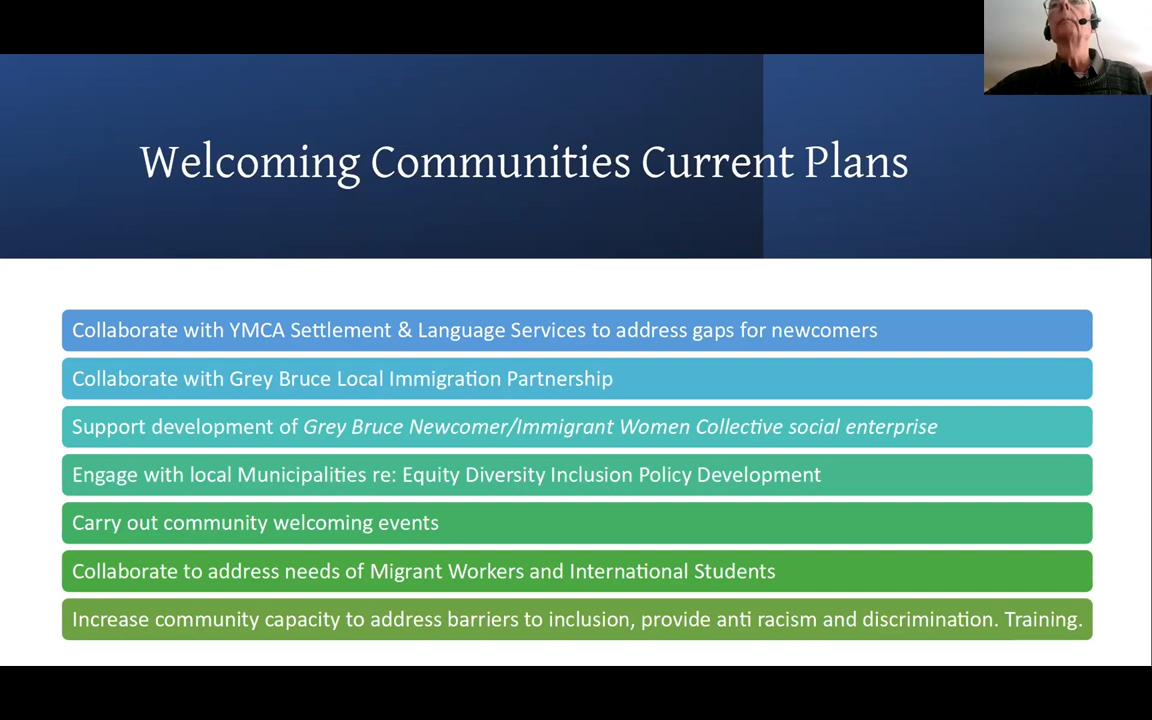 Welcoming Communities Current Plans
Collaborate with YMCA Settlement & Language Services to address gaps for newcomers
Collaborate with Grey Bruce Local Immigration Partnership
Support development of Grey Bruce Newcomer/Immigrant Women Collective social enterprise
Engage with local Municipalities re: Equity Diversity Inclusion Policy Development
Carry out community welcoming events
Collaborate to address needs of Migrant Workers and International Students
Increase community capacity to address barriers to inclusion, provide anti racism and discrimination. Training.